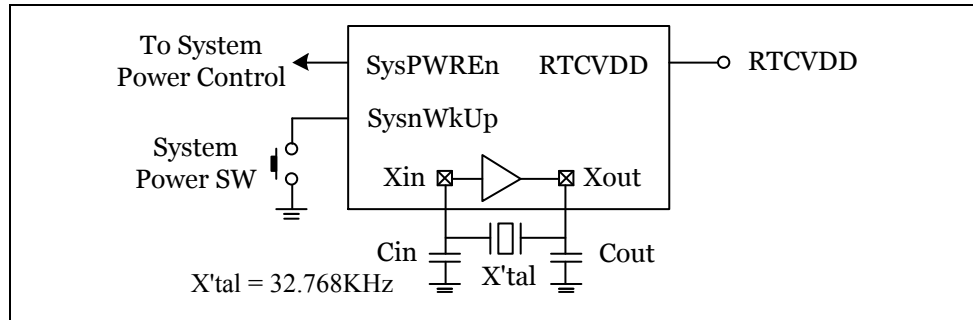 To System
Power Control
SysPWREn
RTCVDD
RTCVDD
SysnWkUp
System
Power SW
Xin
Xout
Cin
X'tal
Cout
X'tal = 32.768KHz